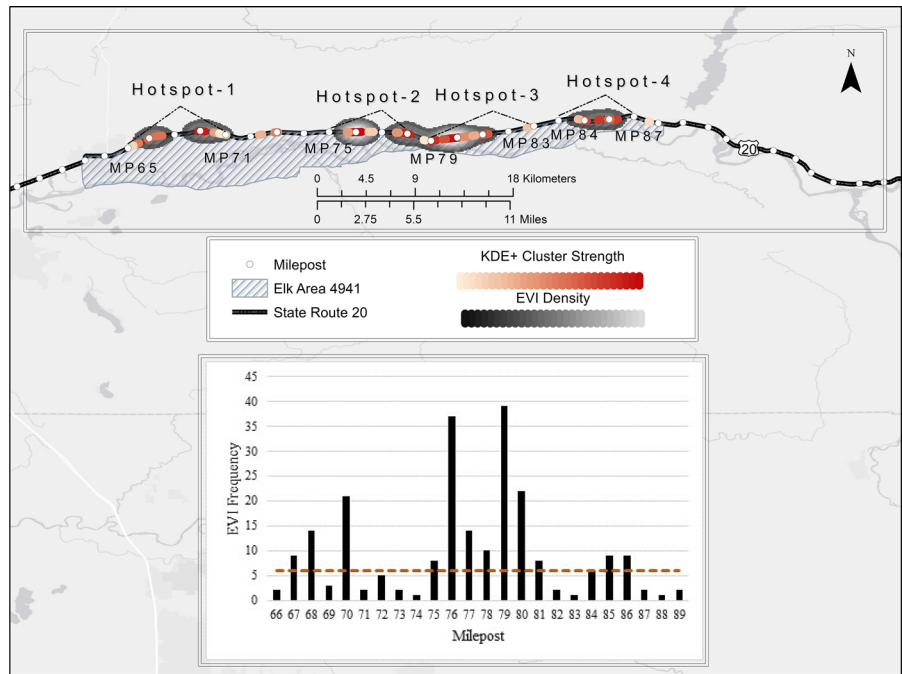 N
Hotspot-1
Hotspot-2
Hotspot-3
Hotspot-4
MP65
MP71
MP75
MP79
MP83
MP84
MP87
20
0 4.5 9 18 Kilometers
0 2.75 5.5 11 Miles
Milepost
Elk Area 4941
State Route 20
KDE+ Cluster Strength
EVI Density
EVI Frequency
45
40
35
30
25
20
15
10
5
0
66 67 68 69 70 71 72 73 74 75 76 77 78 79 80 81 82 83 84 85 86 87 88 89
Milepost